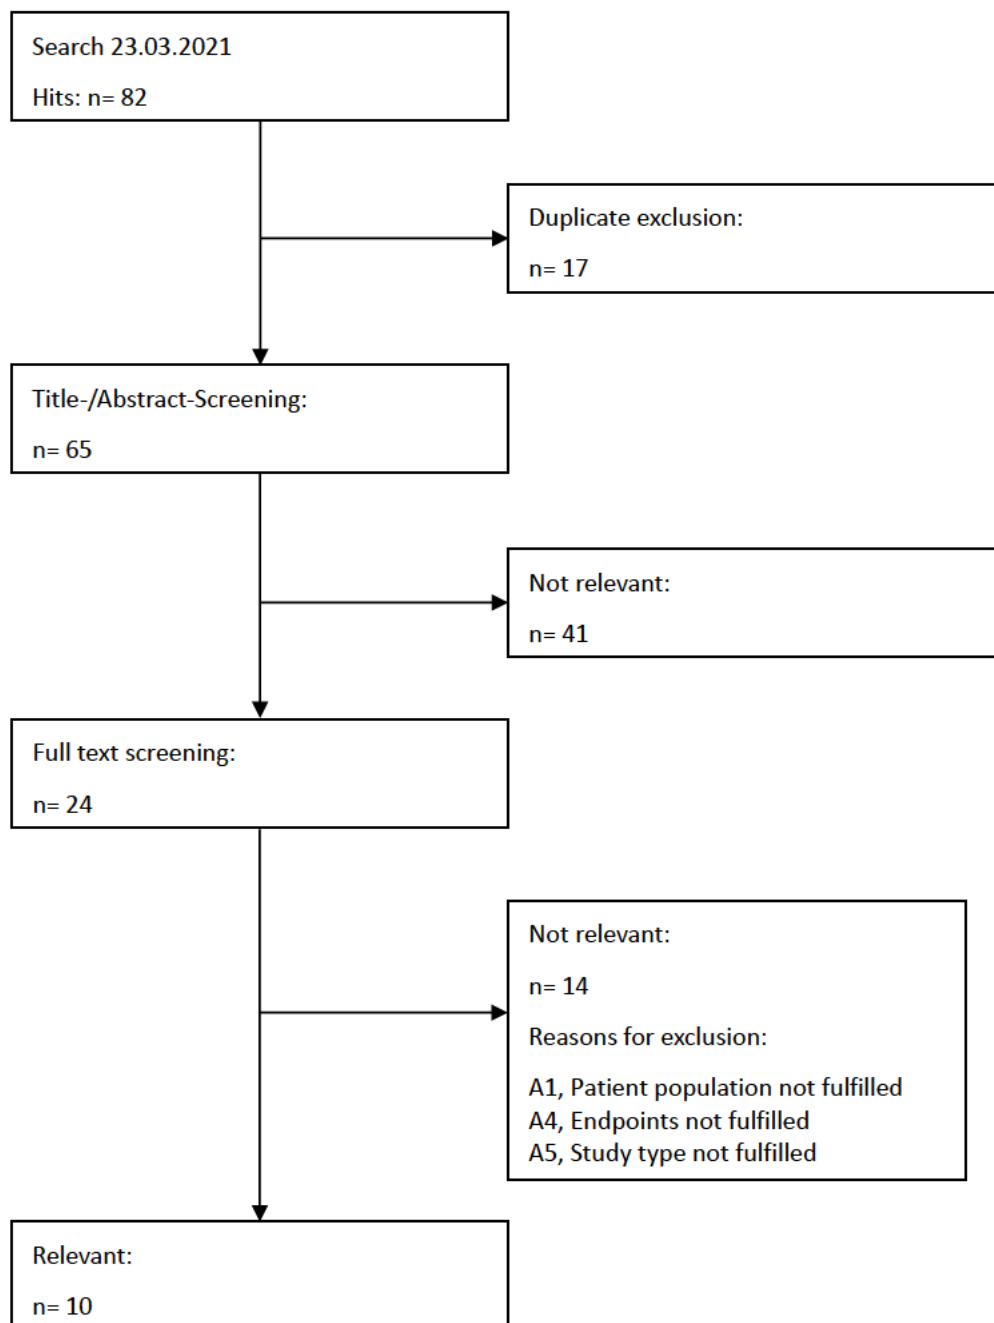 Search 23.03.2021
Hits: n= 82
Duplicate exclusion:
n= 17
Title-/Abstract-Screening:
n= 65
Not relevant:
n= 41
Full text screening:
n= 24
Not relevant:
n= 14
Reasons for exclusion:
A1, Patient population not fulfilled
A4, Endpoints not fulfilled
A5, Study type not fulfilled
Relevant:
n= 10